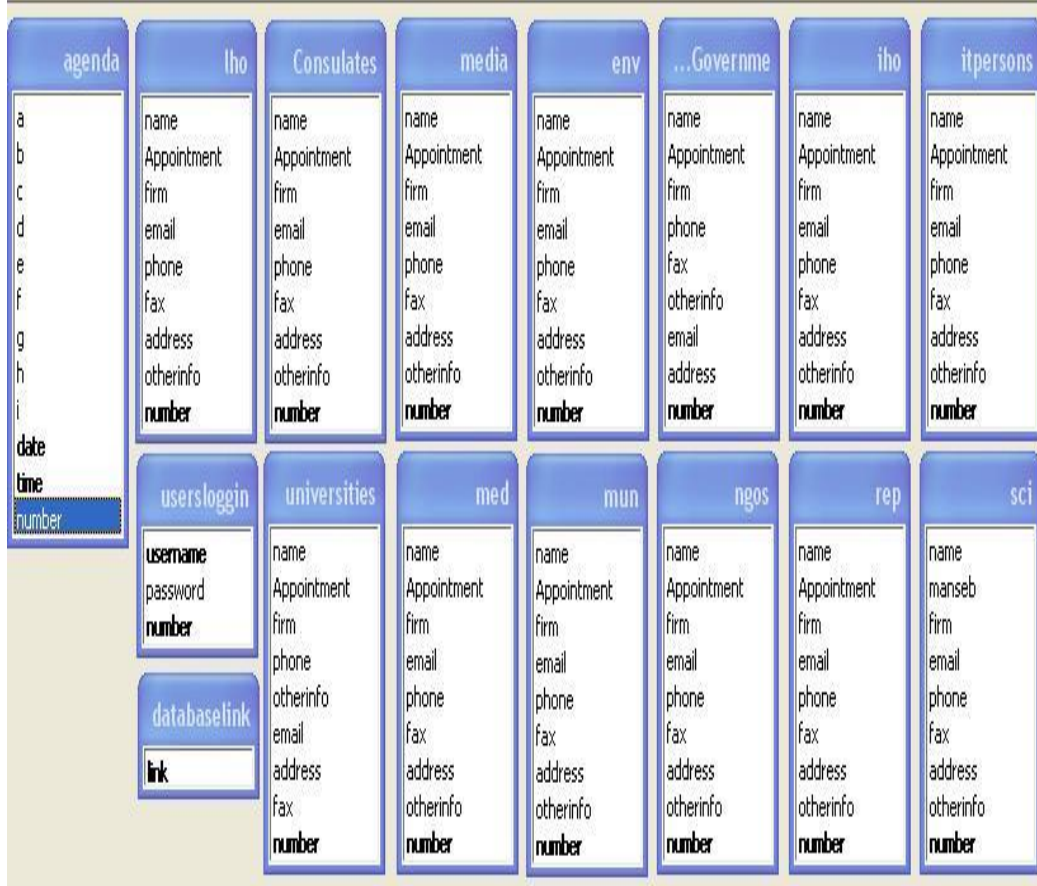 agenda
a
b
c
d
e
f
g
h
i
date
time
number
lho
name
Appointment
firm
email
phone
fax
address
otherinfo
number
Consulates
name
Appointment
firm
email
phone
fax
address
otherinfo
number
media
name
Appointment
firm
email
phone
fax
address
otherinfo
number
env
name
Appointment
firm
email
phone
fax
address
otherinfo
number
...Governme
name
Appointment
firm
phone
fax
otherinfo
email
address
number
iho
name
Appointment
firm
email
phone
fax
address
otherinfo
number
itpersons
name
Appointment
firm
email
phone
fax
address
otherinfo
number
usersloggin
username
password
number
databaselink
link
universities
name
Appointment
firm
phone
otherinfo
email
address
fax
number
med
name
Appointment
firm
email
phone
fax
address
otherinfo
number
mun
name
Appointment
firm
email
phone
fax
address
otherinfo
number
ngos
name
Appointment
firm
email
phone
fax
address
otherinfo
number
rep
name
Appointment
firm
email
phone
fax
address
otherinfo
number
sci
name
manseb
firm
email
phone
fax
address
otherinfo
number